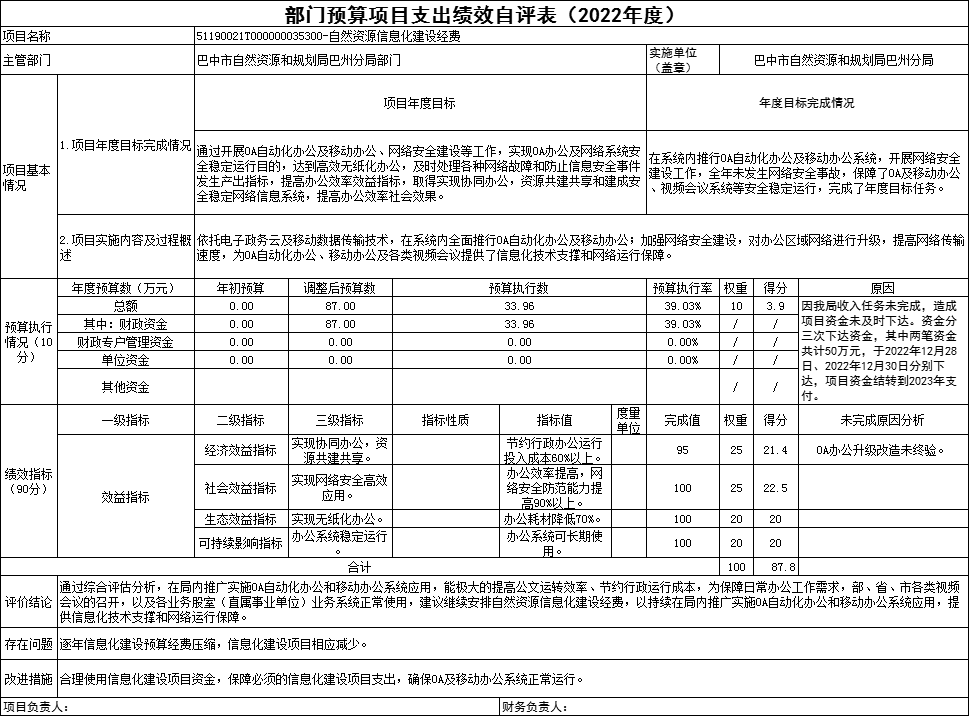 部门预算项目支出绩效自评表（2022年度）
项目名称 51190021T000000035300-自然资源信息化建设经费
主管部门 巴中市自然资源和规划局巴州分局部门 实施单位（盖章） 巴中市自然资源和规划局巴州分局
项目基本情况
1.项目年度目标完成情况
项目年度目标 年度目标完成情况
通过开展OA自动化办公及移动办公、网络安全建设等工作，实现OA办公及网络系统安
全稳定运行目的，达到高效无纸化办公，及时处理各种网络故障和防止信息安全事件
发生产出指标，提高办公效率效益指标，取得实现协同办公，资源共建共享和建成安
全稳定网络信息系统，提高办公效率社会效果。
在系统内推行OA自动化办公及移动办公系统，开展网络安全
建设工作，全年未发生网络安全事故，保障了OA及移动办公
、视频会议系统等安全稳定运行，完成了年度目标任务。
2.项目实施内容及过程概述
依托电子政务云及移动数据传输技术，在系统内全面推行OA自动化办公及移动办公；加强网络安全建设，对办公区域网络进行升级，提高网络传输
速度，为OA自动化办公、移动办公及各类视频会议提供了信息化技术支撑和网络运行保障。
预算执行情况（10分）
年度预算数（万元） 年初预算 调整后预算数 预算执行数 预算执行率 权重 得分 原因
总额 0.00 87.00 33.96 39.03% 10 3.9
其中：财政资金 0.00 87.00 33.96 39.03% / /
财政专户管理资金 0.00 0.00 0.00 0.00% / /
单位资金 0.00 0.00 0.00 0.00% / /
其他资金 / /
因我局收入任务未完成，造成
项目资金未及时下达。资金分
三次下达资金，其中两笔资金
共计50万元，于2022年12月28
日、2022年12月30日分别下
达，项目资金结转到2023年支
付。
绩效指标（90分）
一级指标 二级指标 三级指标 指标性质 指标值 度量单位 完成值 权重 得分 未完成原因分析
效益指标
经济效益指标 实现协同办公，资源共建共享。 节约行政办公运行投入成本60%以上。 95 25 21.4 OA办公升级改造未终验。
社会效益指标 实现网络安全高效应用。 办公效率提高，网络安全防范能力提高90%以上。 100 25 22.5
生态效益指标 实现无纸化办公。 办公耗材降低70%。 100 20 20
可持续影响指标 办公系统稳定运行。 办公系统可长期使用。 100 20 20
合计 100 87.8
评价结论
通过综合评估分析，在局内推广实施OA自动化办公和移动办公系统应用，能极大的提高公文运转效率、节约行政运行成本，为保障日常办公工作需求，部、省、市各类视频
会议的召开，以及各业务股室（直属事业单位）业务系统正常使用，建议继续安排自然资源信息化建设经费，以持续在局内推广实施OA自动化办公和移动办公系统应用，提
供信息化技术支撑和网络运行保障。
存在问题 逐年信息化建设预算经费压缩，信息化建设项目相应减少。
改进措施 合理使用信息化建设项目资金，保障必须的信息化建设项目支出，确保OA及移动办公系统正常运行。
项目负责人： 财务负责人：